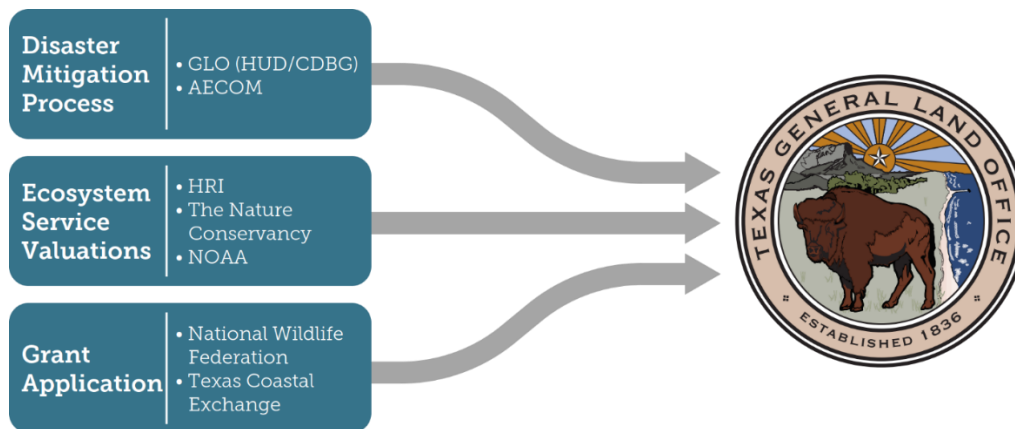 Disaster
Mitigation
Process
• GLO (HUD/CDBG)
• AECOM
Ecosystem
Service
Valuations
• HRI
• The Nature
Conservancy
• NOAA
Grant
Application
• National Wildlife
Federation
• Texas Coastal
Exchange
TEXAS GENERAL LAND OFFICE
ESTABLISHED 1836